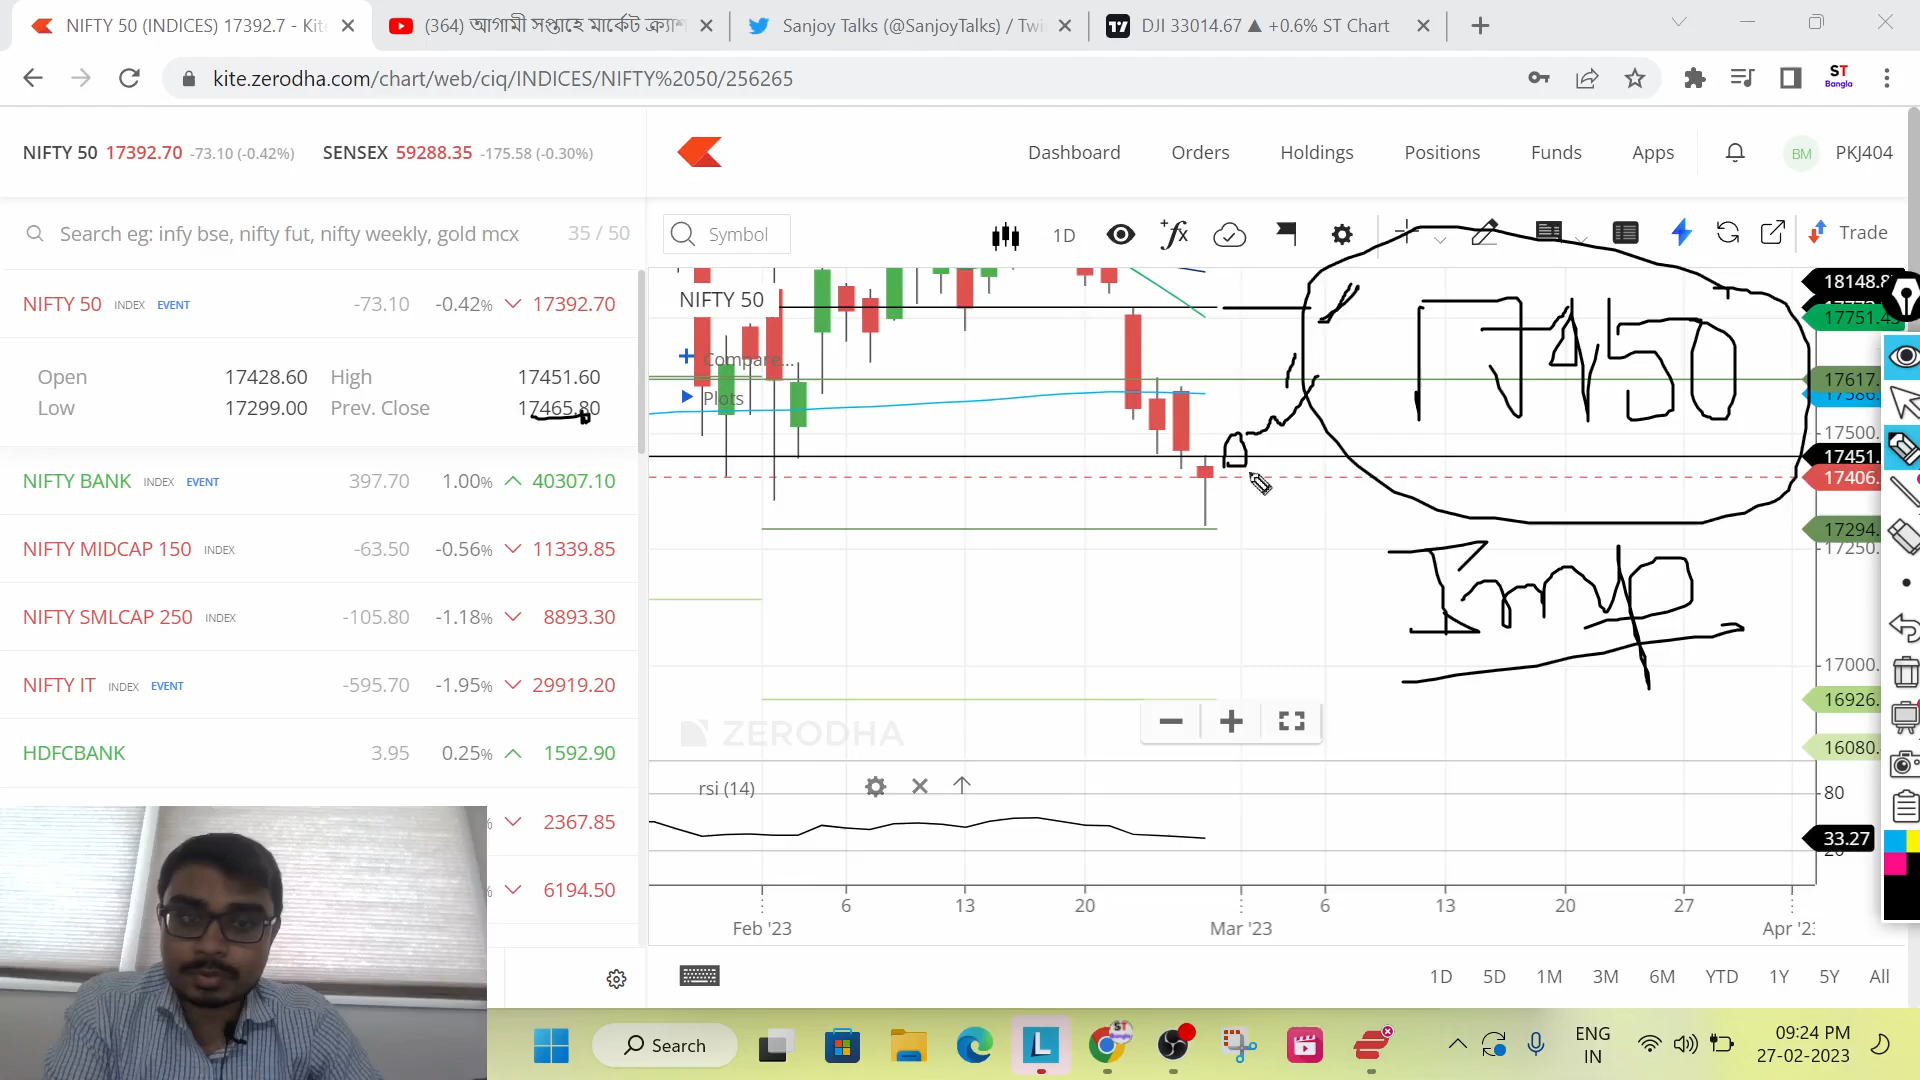 NIFTY 50 (INDICES) 17392.7 - Kite
(364) আগামী সপ্তাহে মার্কেট ক্র্যাশ
Sanjoy Talks (@SanjoyTalks) / Twi
DJI 33014.67 ▲ +0.6% ST Chart
kite.zerodha.com/chart/web/ciq/INDICES/NIFTY%2050/256265
ST
Bangla
NIFTY 50 17392.70 -73.10 (-0.42%) SENSEX 59288.35 -175.58 (-0.30%)
Dashboard Orders Holdings Positions Funds Apps BM PKJ404
Search eg: infy bse, nifty fut, nifty weekly, gold mcx 35 / 50
Symbol 1D Trade
NIFTY 50 INDEX EVENT -73.10 -0.42% 17392.70
Open 17428.60 High 17451.60
Low 17299.00 Prev. Close 17465.80
NIFTY BANK INDEX EVENT 397.70 1.00% 40307.10
NIFTY MIDCAP 150 INDEX -63.50 -0.56% 11339.85
NIFTY SMLCAP 250 INDEX -105.80 -1.18% 8893.30
NIFTY IT INDEX EVENT -595.70 -1.95% 29919.20
HDFCBANK 3.95 0.25% 1592.90
% 2367.85
% 6194.50
NIFTY 50
Compare...
Plots
17450
Imp
18148.8
17751.43
17617.
17586.
17500.
17451.
17406.
17294.
17250.
17000.
16926.
16080.
ZERODHA
rsi (14)
80
33.27
20
6 13 20 6 13 20 27
Feb '23 Mar '23 Apr '23
1D 5D 1M 3M 6M YTD 1Y 5Y All
Search
ST
Bangla
ENG
IN
09:24 PM
27-02-2023